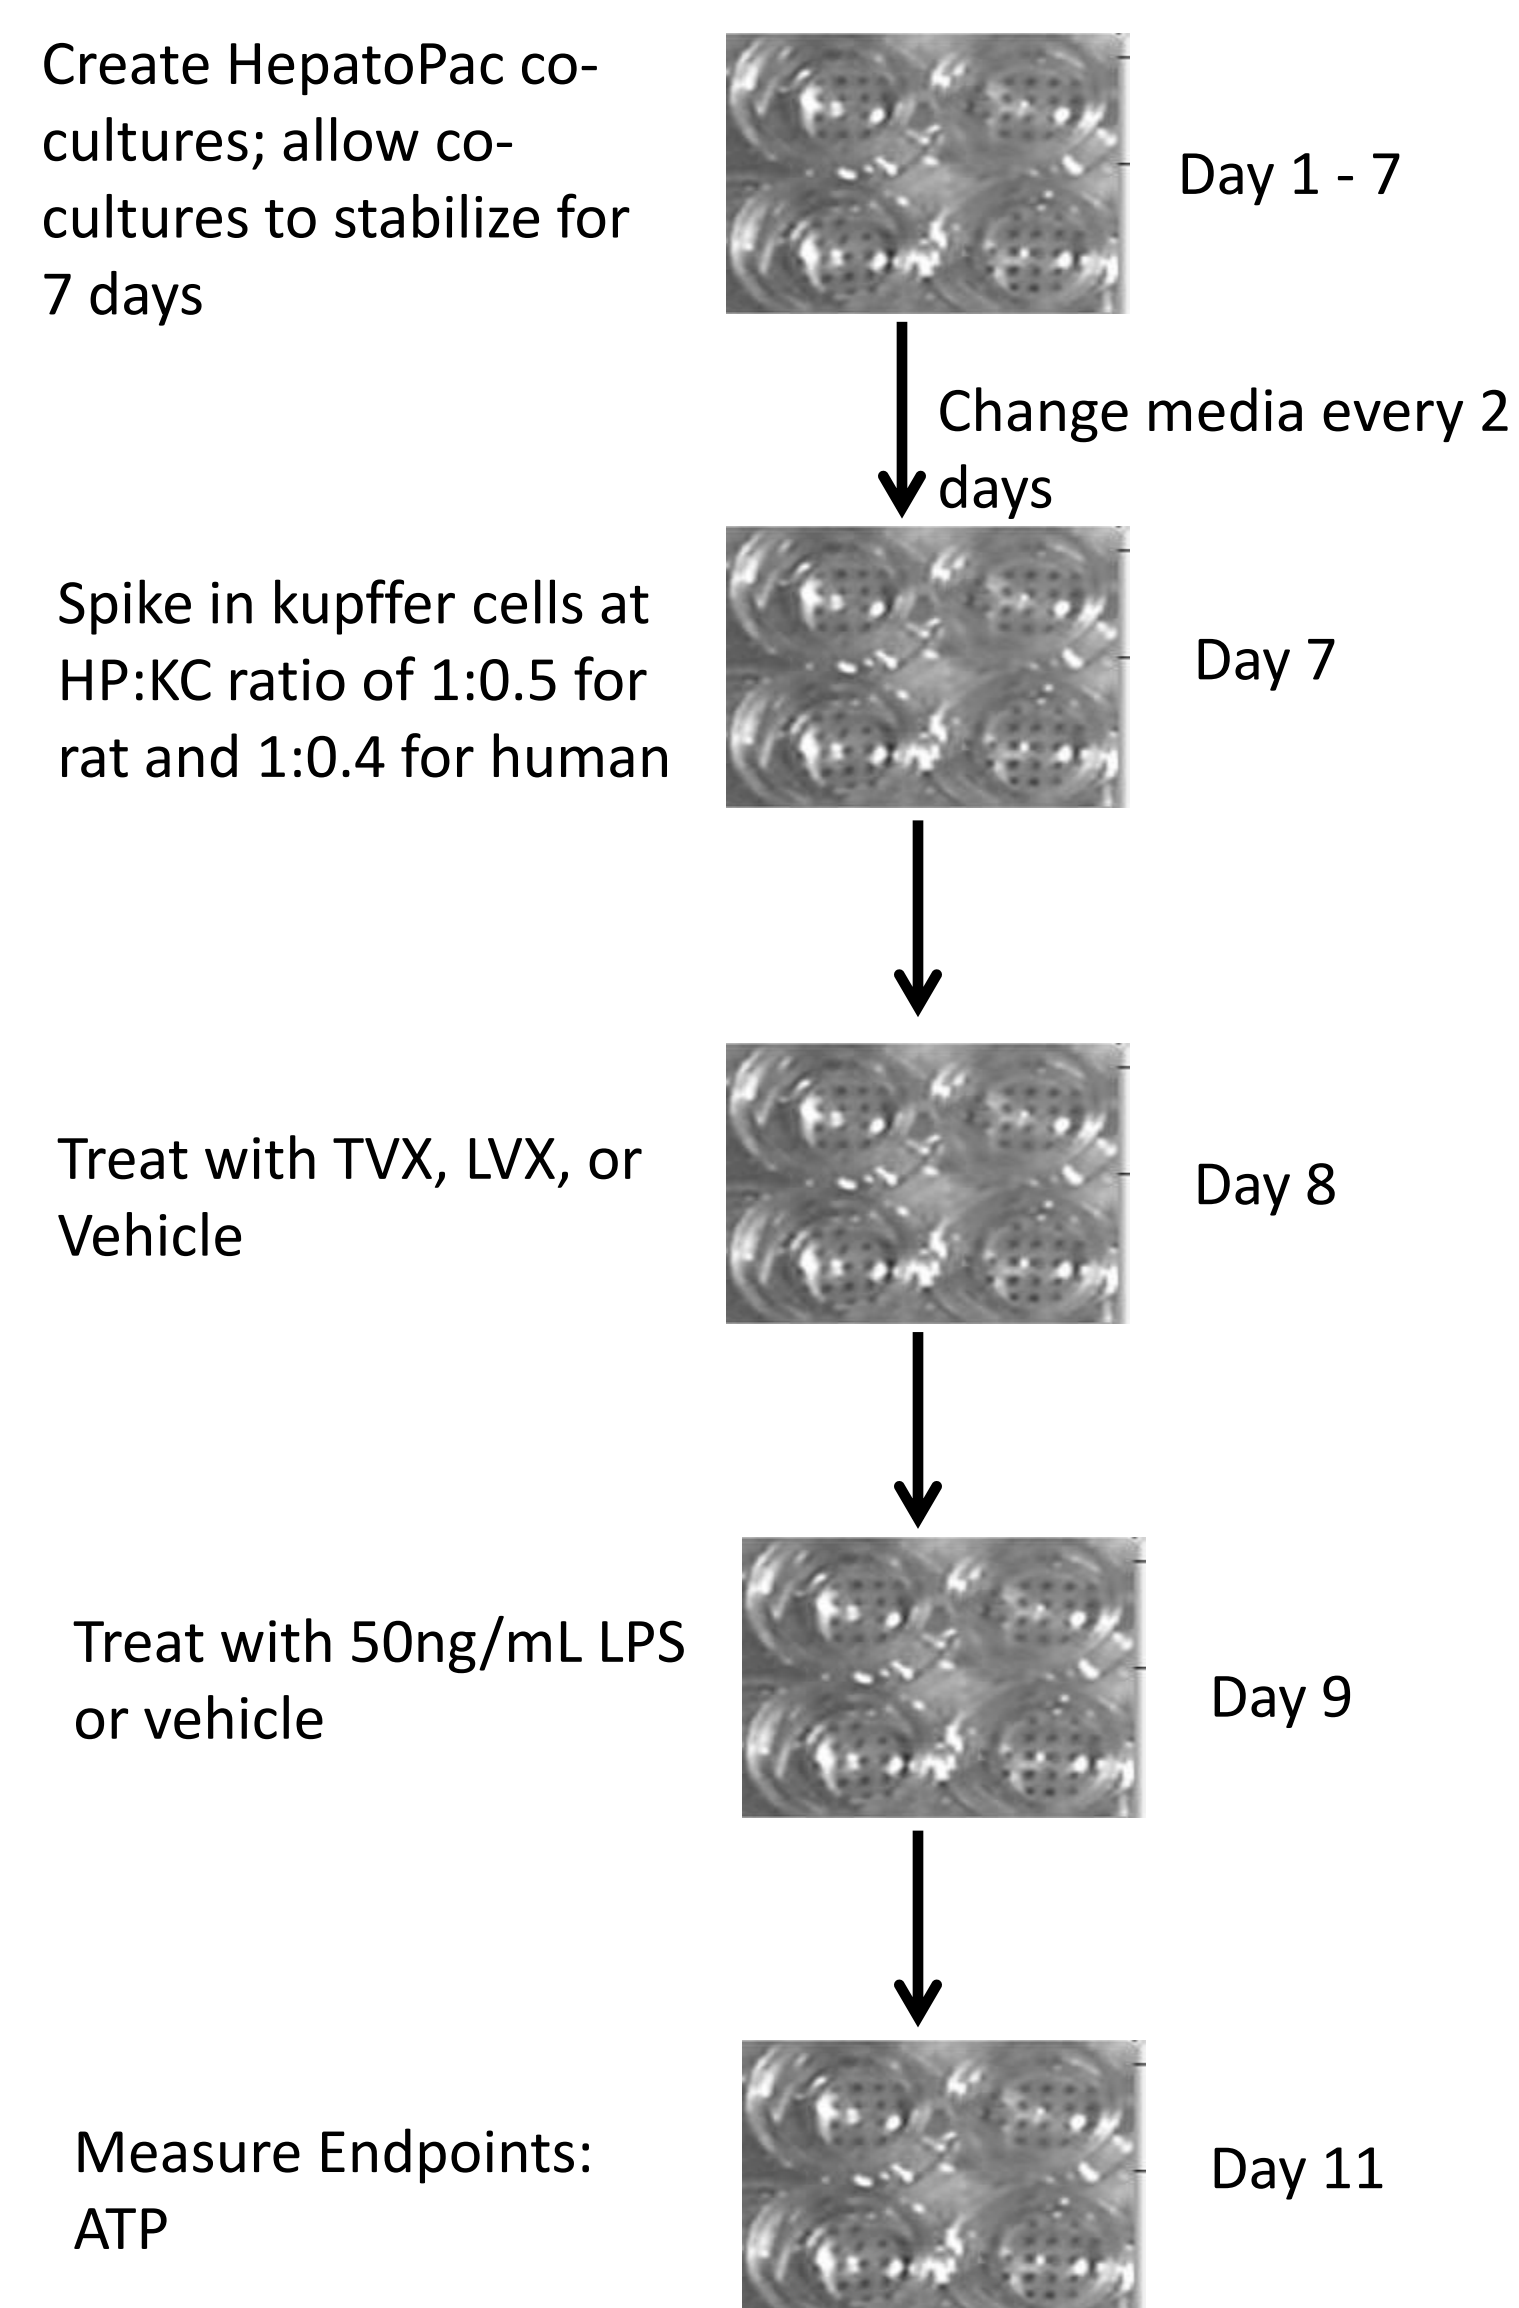 Create HepatoPac co-
cultures; allow co-
cultures to stabilize for
7 days
Day 1 - 7
Change media every 2
days
Spike in kupffer cells at
HP:KC ratio of 1:0.5 for
rat and 1:0.4 for human
Day 7
Treat with TVX, LVX, or
Vehicle
Day 8
Treat with 50ng/mL LPS
or vehicle
Day 9
Measure Endpoints:
ATP
Day 11